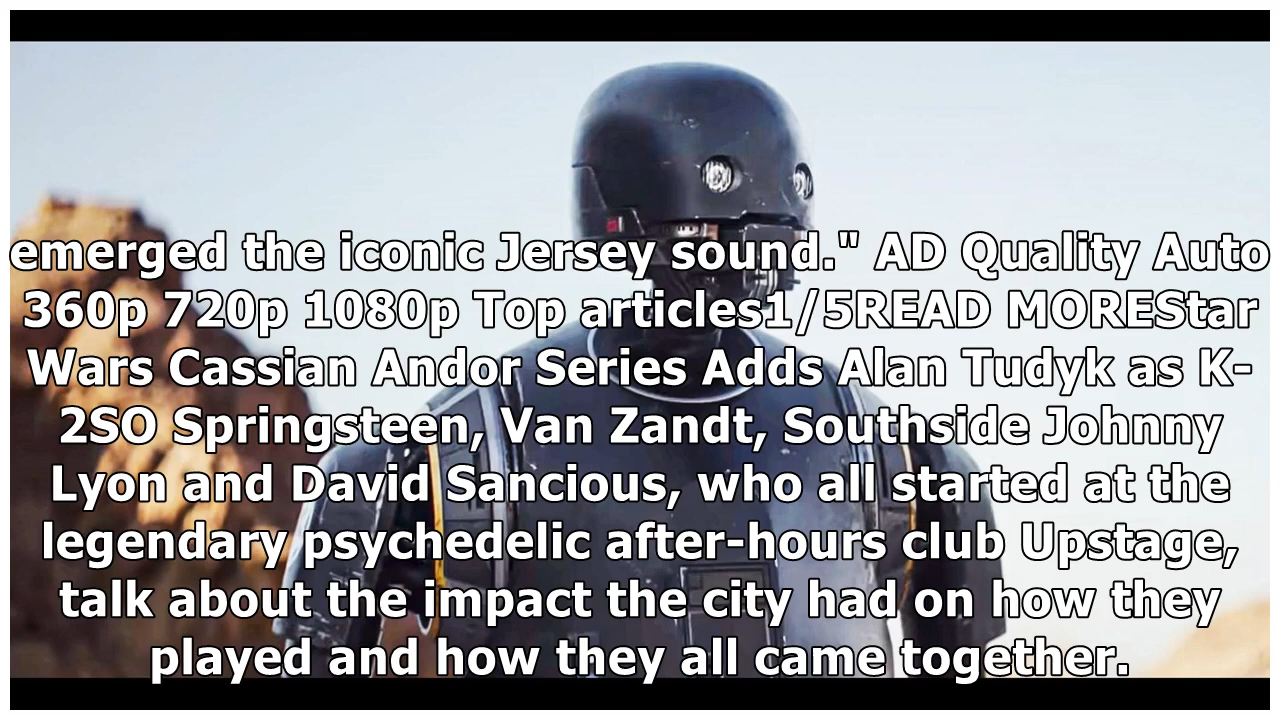 emerged the iconic Jersey sound." AD Quality Auto
360p 720p 1080p Top articles1/5READ MOREStar
Wars Cassian Andor Series Adds Alan Tudyk as K-
2SO Springsteen, Van Zandt, Southside Johnny
Lyon and David Sancious, who all started at the
legendary psychedelic after-hours club Upstage,
talk about the impact the city had on how they
played and how they all came together.